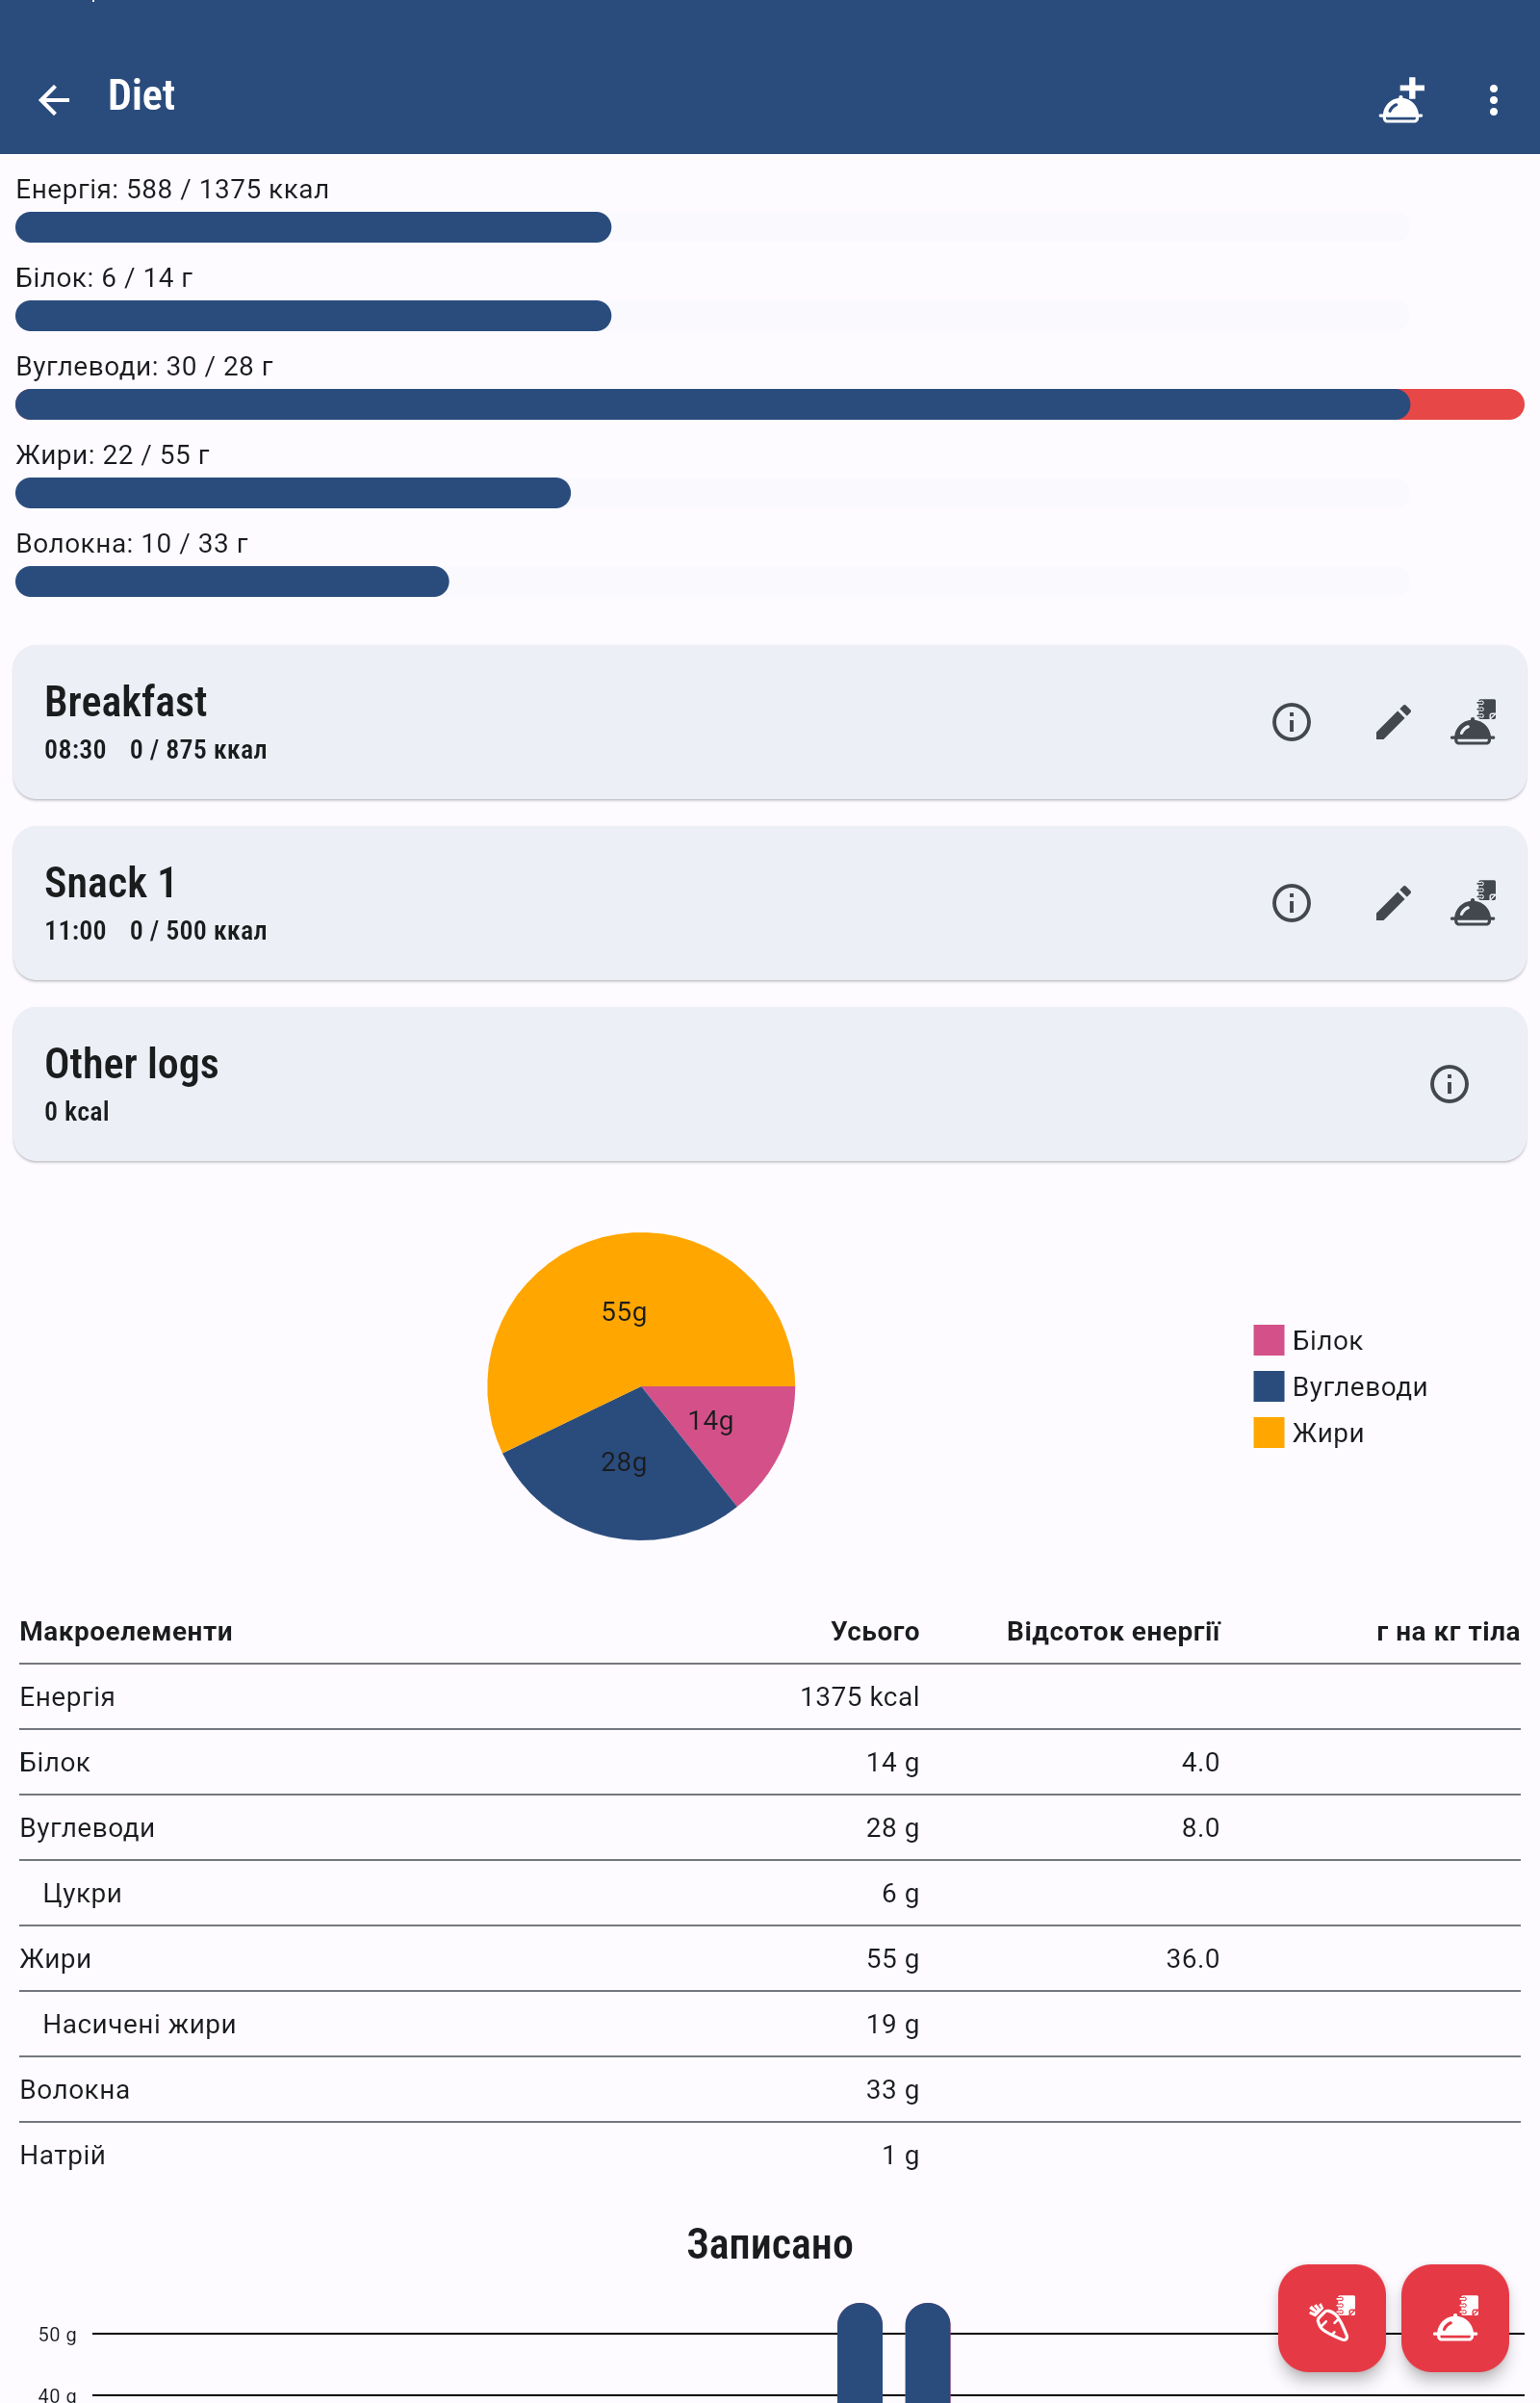 Diet
Енергія: 588 / 1375 ккал
Білок: 6 / 14 г
Вуглеводи: 30 / 28 г
Жири: 22 / 55 г
Волокна: 10 / 33 г
Breakfast
08:30 0 / 875 ккал
Snack 1
11:00 0 / 500 ккал
Other logs
0 kcal
55g
14g
28g
Білок
Вуглеводи
Жири
Макроелементи Усього Відсоток енергії г на кг тіла
Енергія 1375 kcal
Білок 14 g 4.0
Вуглеводи 28 g 8.0
Цукри 6 g
Жири 55 g 36.0
Насичені жири 19 g
Волокна 33 g
Натрій 1 g
Записано
50 g
40 g